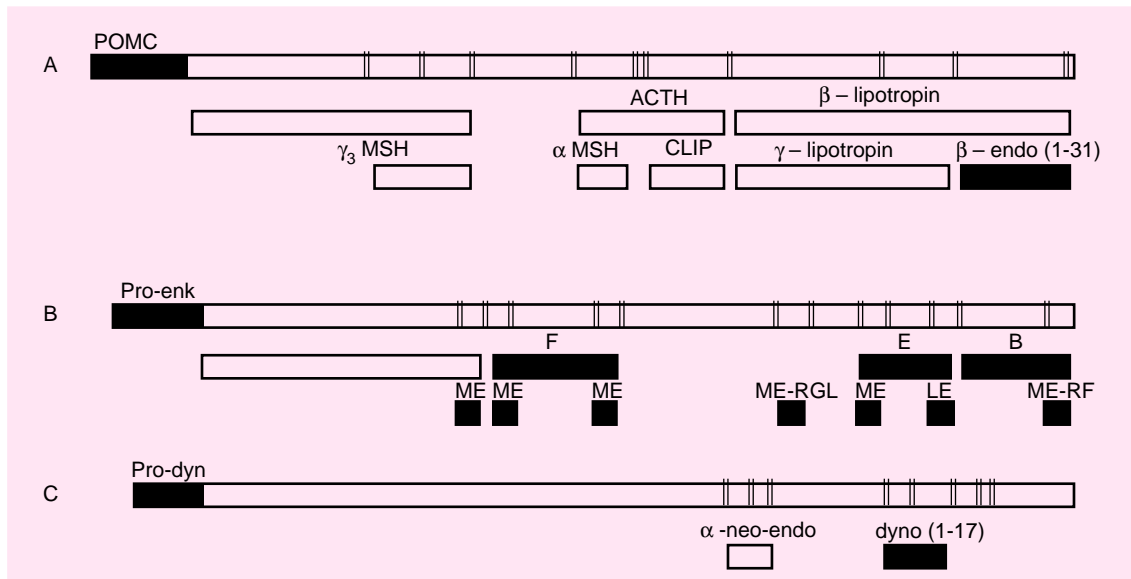 POMC
A
ACTH β – lipotropin
γ₃ MSH α MSH CLIP γ – lipotropin β – endo (1-31)
Pro-enk
B
F E B
ME ME ME ME-RGL ME LE ME-RF
Pro-dyn
C
α -neo-endo dyno (1-17)